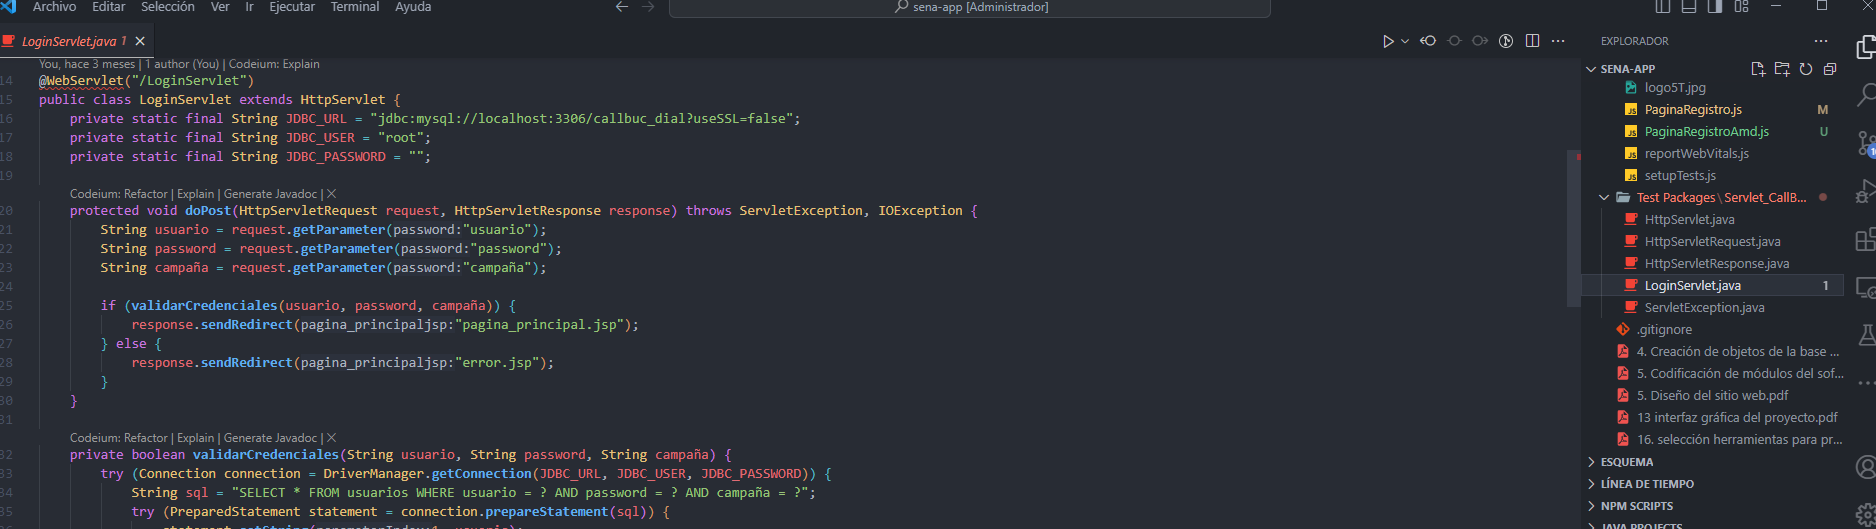 Archivo Editar Selección Ver Ir Ejecutar Terminal Ayuda
sena-app [Administrador]
LoginServlet.java 1
You, hace 3 meses | 1 author (You) | Codeium: Explain
14 @WebServlet("/LoginServlet")
15 public class LoginServlet extends HttpServlet {
16 private static final String JDBC_URL = "jdbc:mysql://localhost:3306/callbuc_dial?useSSL=false";
17 private static final String JDBC_USER = "root";
18 private static final String JDBC_PASSWORD = "";
19
Codeium: Refactor | Explain | Generate Javadoc | ✕
20 protected void doPost(HttpServletRequest request, HttpServletResponse response) throws ServletException, IOException {
21 String usuario = request.getParameter(password:"usuario");
22 String password = request.getParameter(password:"password");
23 String campaña = request.getParameter(password:"campaña");
24
25 if (validarCredenciales(usuario, password, campaña)) {
26 response.sendRedirect(pagina_principaljsp:"pagina_principal.jsp");
27 } else {
28 response.sendRedirect(pagina_principaljsp:"error.jsp");
29 }
30 }
31
Codeium: Refactor | Explain | Generate Javadoc | ✕
32 private boolean validarCredenciales(String usuario, String password, String campaña) {
33 try (Connection connection = DriverManager.getConnection(JDBC_URL, JDBC_USER, JDBC_PASSWORD)) {
34 String sql = "SELECT * FROM usuarios WHERE usuario = ? AND password = ? AND campaña = ?";
35 try (PreparedStatement statement = connection.prepareStatement(sql)) {
EXPLORADOR
SENA-APP
logo5T.jpg
PaginaRegistro.js M
PaginaRegistroAmd.js U
reportWebVitals.js
setupTests.js
Test Packages\Servlet_CallB...
HttpServlet.java
HttpServletRequest.java
HttpServletResponse.java
LoginServlet.java 1
ServletException.java
.gitignore
4. Creación de objetos de la base ...
5. Codificación de módulos del sof...
5. Diseño del sitio web.pdf
13 interfaz gráfica del proyecto.pdf
16. selección herramientas para pr...
ESQUEMA
LÍNEA DE TIEMPO
NPM SCRIPTS
JAVA PROJECTS